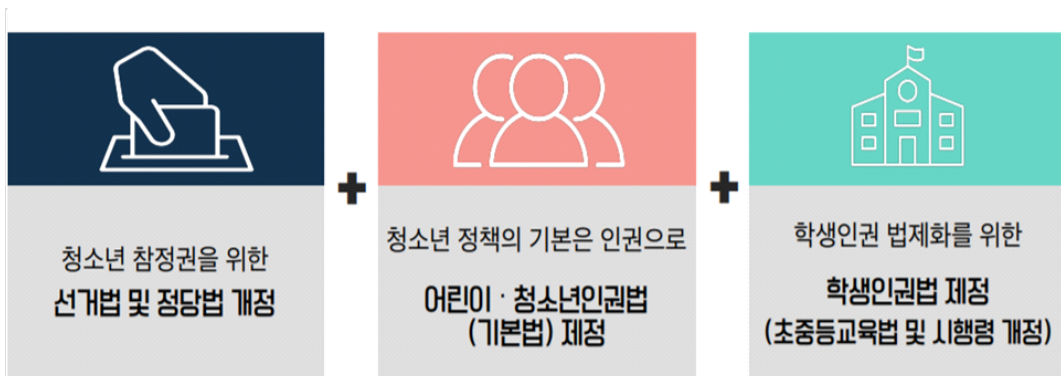 청소년 참정권을 위한
선거법 및 정당법 개정
청소년 정책의 기본은 인권으로
어린이 · 청소년인권법
(기본법) 제정
학생인권 법제화를 위한
학생인권법 제정
(초중등교육법 및 시행령 개정)